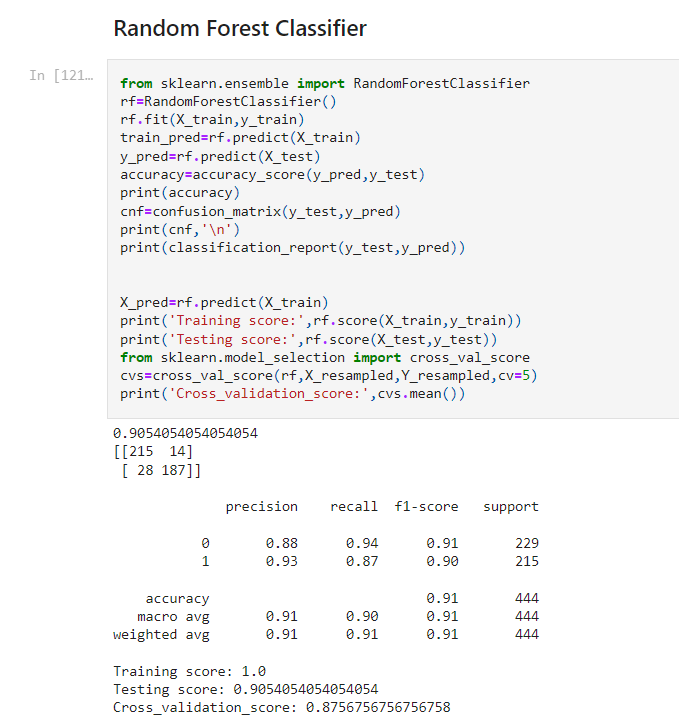 Random Forest Classifier
In [121…
from sklearn.ensemble import RandomForestClassifier
rf=RandomForestClassifier()
rf.fit(X_train,y_train)
train_pred=rf.predict(X_train)
y_pred=rf.predict(X_test)
accuracy=accuracy_score(y_pred,y_test)
print(accuracy)
cnf=confusion_matrix(y_test,y_pred)
print(cnf,'\n')
print(classification_report(y_test,y_pred))
X_pred=rf.predict(X_train)
print('Training score:',rf.score(X_train,y_train))
print('Testing score:',rf.score(X_test,y_test))
from sklearn.model_selection import cross_val_score
cvs=cross_val_score(rf,X_resampled,Y_resampled,cv=5)
print('Cross_validation_score:',cvs.mean())
0.9054054054054054
[[215  14]
 [ 28 187]]
              precision    recall  f1-score   support
           0       0.88      0.94      0.91       229
           1       0.93      0.87      0.90       215
    accuracy                           0.91       444
   macro avg       0.91      0.90      0.91       444
weighted avg       0.91      0.91      0.91       444
Training score: 1.0
Testing score: 0.9054054054054054
Cross_validation_score: 0.8756756756756758